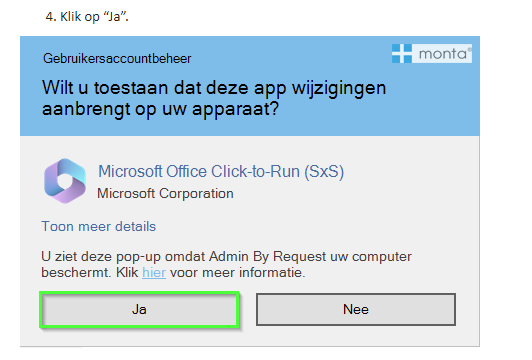 4. Klik op “Ja”.
Gebruikersaccountbeheer
monta®
Wilt u toestaan dat deze app wijzigingen
aanbrengt op uw apparaat?
Microsoft Office Click-to-Run (SxS)
Microsoft Corporation
Toon meer details
U ziet deze pop-up omdat Admin By Request uw computer
beschermt. Klik hier voor meer informatie.
Ja
Nee